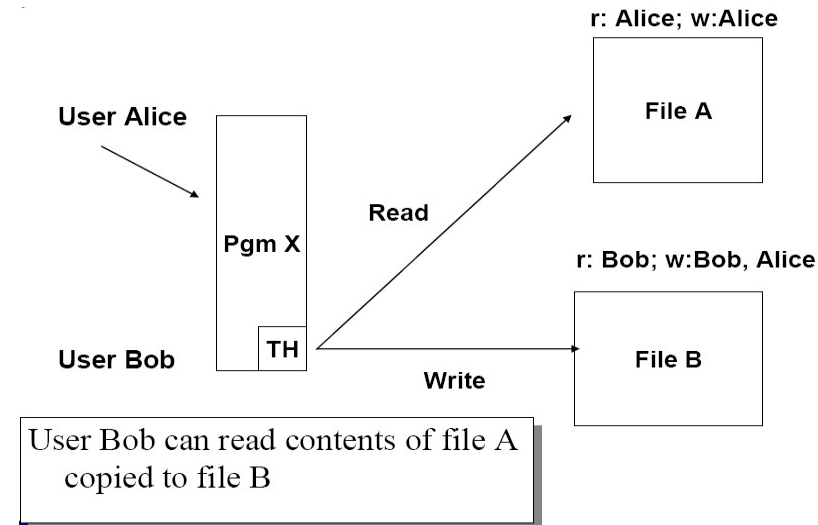 r: Alice; w:Alice
User Alice
File A
Read
Pgm X
r: Bob; w:Bob, Alice
User Bob
TH
File B
Write
User Bob can read contents of file A
copied to file B